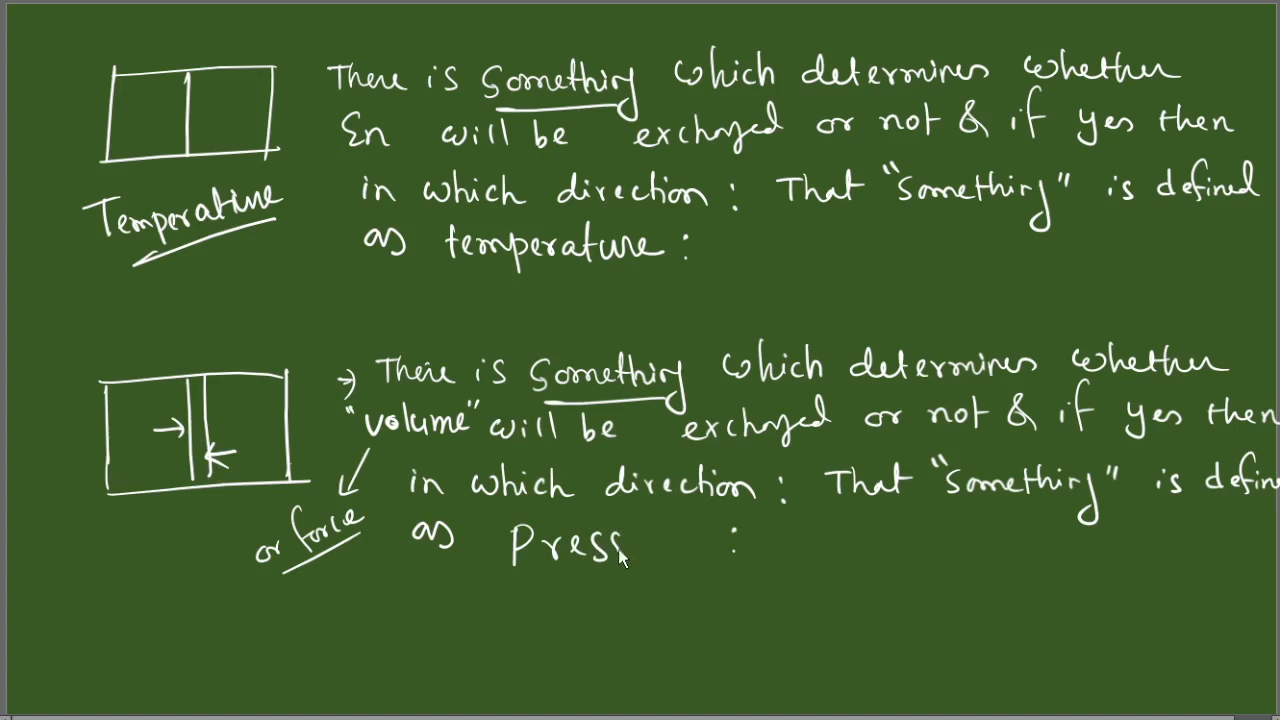 There is Something which determines whether
En will be exchanged or not & if yes then
in which direction : That "Something" is defined
as temperature :
Temperature
→ There is Something which determines whether
"volume" will be exchanged or not & if yes then
in which direction : That "Something" is defin
or force
as Press :